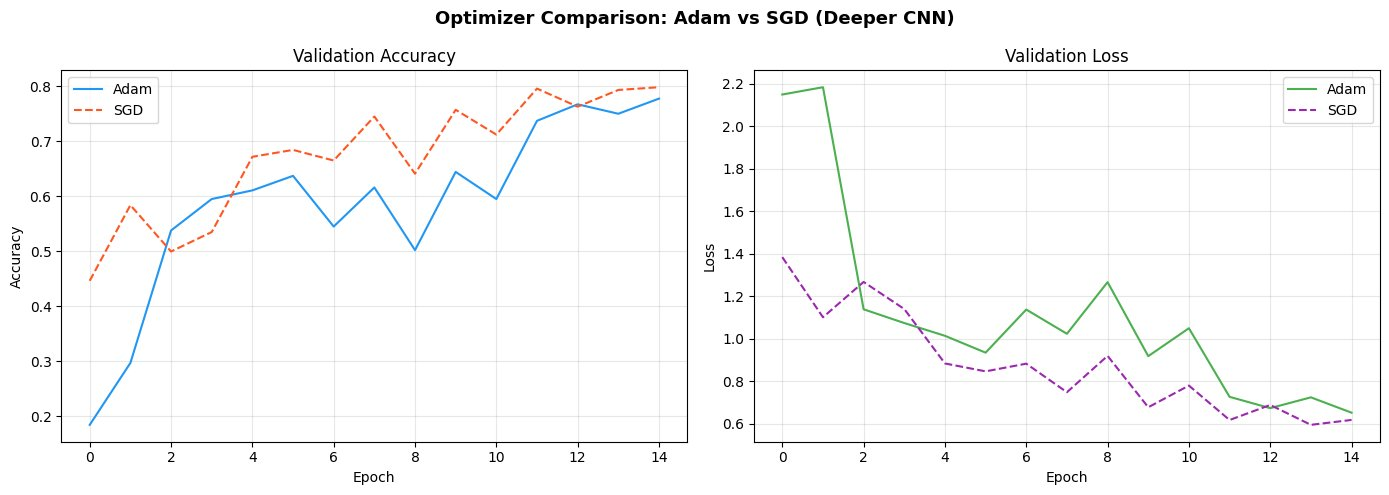 Optimizer Comparison: Adam vs SGD (Deeper CNN)
Validation Accuracy
Adam
SGD
Accuracy
0.8
0.7
0.6
0.5
0.4
0.3
0.2
0 2 4 6 8 10 12 14
Epoch
Validation Loss
Adam
SGD
Loss
2.2
2.0
1.8
1.6
1.4
1.2
1.0
0.8
0.6
0 2 4 6 8 10 12 14
Epoch